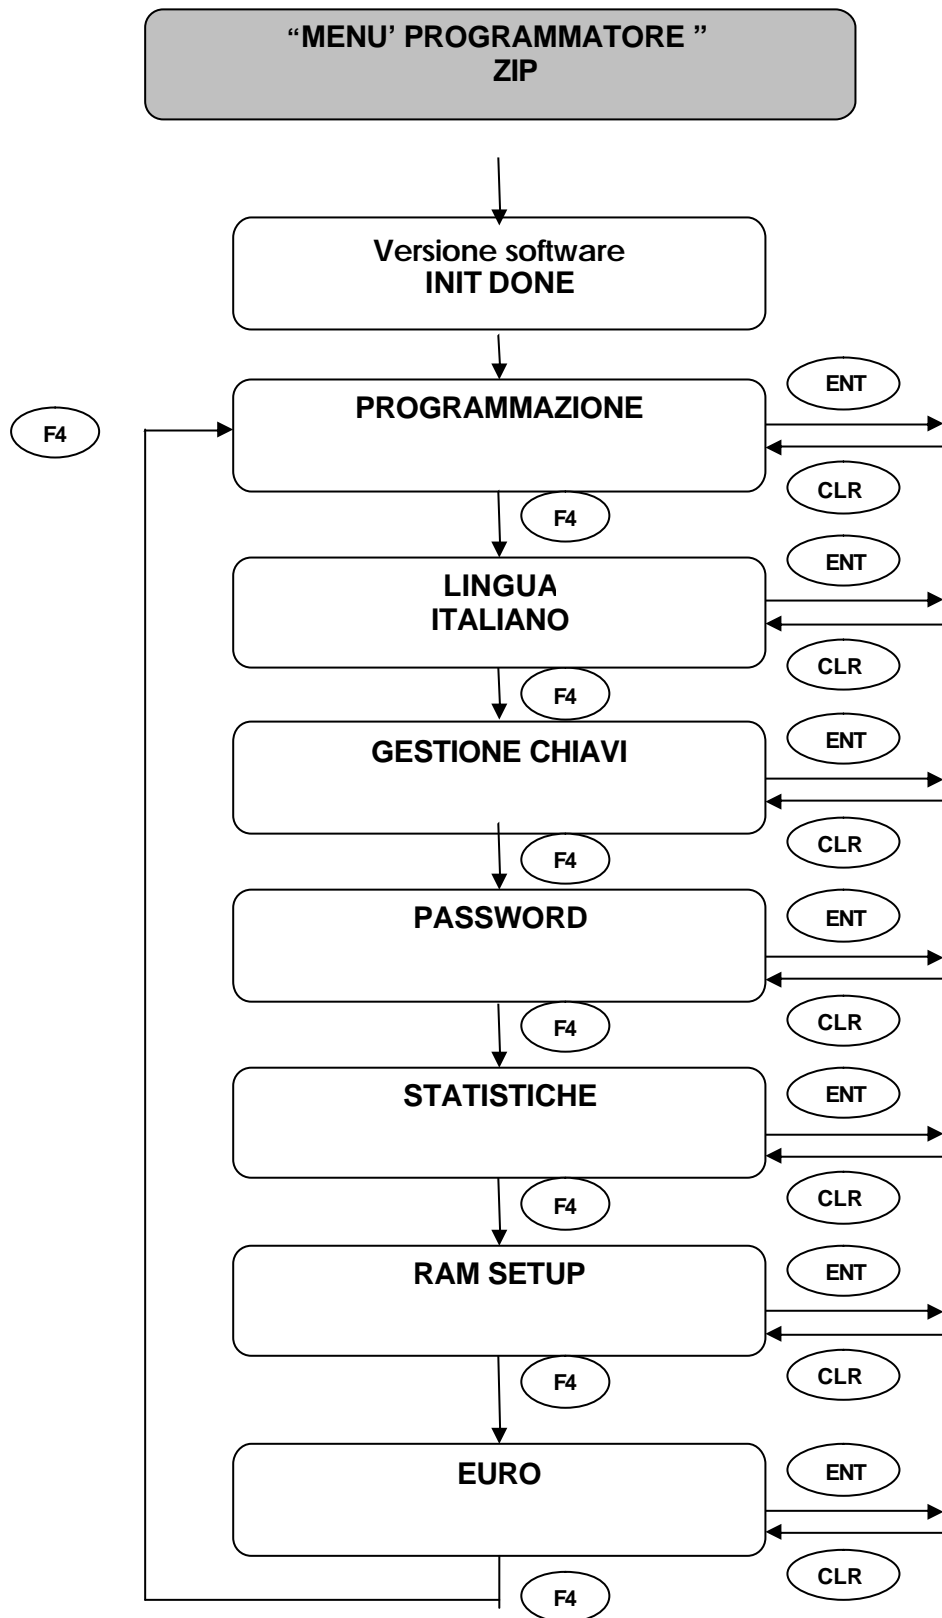 “MENU’ PROGRAMMATORE ”
ZIP
Versione software
INIT DONE
ENT
PROGRAMMAZIONE
F4
CLR
F4
ENT
LINGUA
ITALIANO
CLR
F4
ENT
GESTIONE CHIAVI
CLR
F4
ENT
PASSWORD
CLR
F4
ENT
STATISTICHE
CLR
F4
ENT
RAM SETUP
CLR
F4
ENT
EURO
CLR
F4